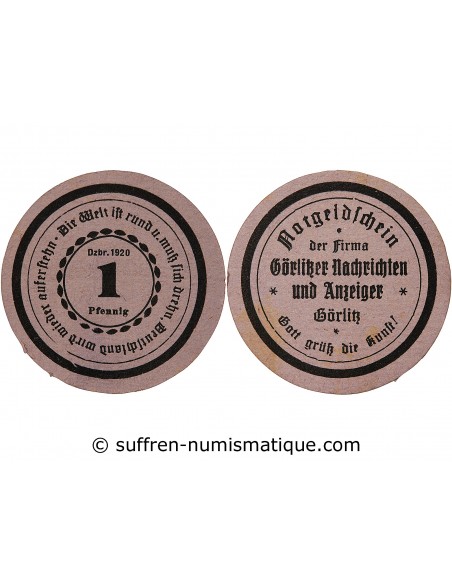 Die Welt ist rund u. muß sich drehn, Deutschland wird wieder auferstehn·
Dzbr. 1920
1
Pfennig
Notgeldschein
der Firma
Görlitzer Nachrichten
und Anzeiger
Görlitz
Gott grüß die Kunst!
© suffren-numismatique.com